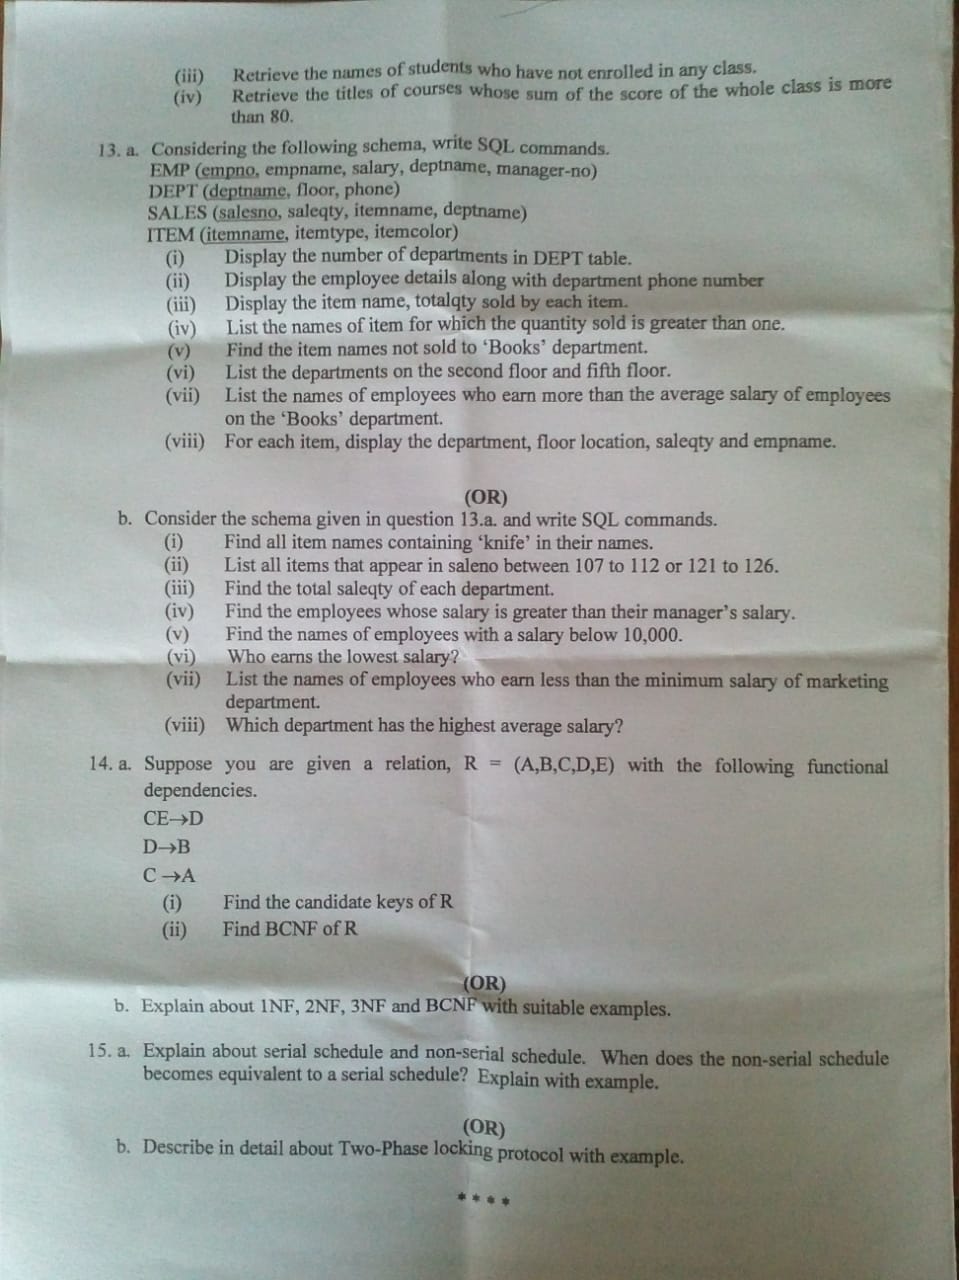 (iii) Retrieve the names of students who have not enrolled in any class.
(iv) Retrieve the titles of courses whose sum of the score of the whole class is more
than 80.
13. a. Considering the following schema, write SQL commands.
EMP (empno, empname, salary, deptname, manager-no)
DEPT (deptname, floor, phone)
SALES (salesno, saleqty, itemname, deptname)
ITEM (itemname, itemtype, itemcolor)
(i) Display the number of departments in DEPT table.
(ii) Display the employee details along with department phone number
(iii) Display the item name, totalqty sold by each item.
(iv) List the names of item for which the quantity sold is greater than one.
(v) Find the item names not sold to ‘Books’ department.
(vi) List the departments on the second floor and fifth floor.
(vii) List the names of employees who earn more than the average salary of employees
on the ‘Books’ department.
(viii) For each item, display the department, floor location, saleqty and empname.
(OR)
b. Consider the schema given in question 13.a. and write SQL commands.
(i) Find all item names containing ‘knife’ in their names.
(ii) List all items that appear in saleno between 107 to 112 or 121 to 126.
(iii) Find the total saleqty of each department.
(iv) Find the employees whose salary is greater than their manager’s salary.
(v) Find the names of employees with a salary below 10,000.
(vi) Who earns the lowest salary?
(vii) List the names of employees who earn less than the minimum salary of marketing
department.
(viii) Which department has the highest average salary?
14. a. Suppose you are given a relation, R = (A,B,C,D,E) with the following functional
dependencies.
CE→D
D→B
C→A
(i) Find the candidate keys of R
(ii) Find BCNF of R
(OR)
b. Explain about 1NF, 2NF, 3NF and BCNF with suitable examples.
15. a. Explain about serial schedule and non-serial schedule. When does the non-serial schedule
becomes equivalent to a serial schedule? Explain with example.
(OR)
b. Describe in detail about Two-Phase locking protocol with example.
* * * *